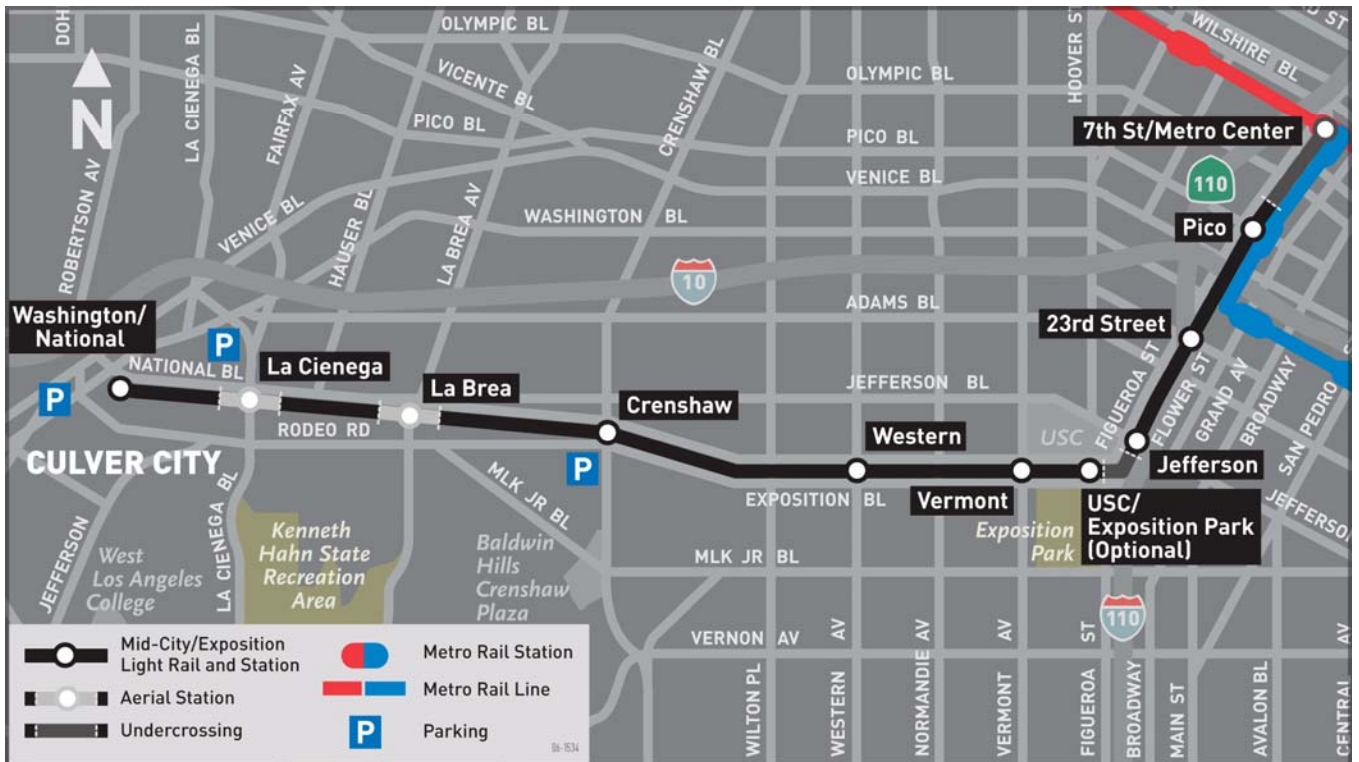 DOH
OLYMPIC BL
HOOVER ST
ST
WILSHIRE BL
N
LA CIENEGA BL
FAIRFAX AV
VICENTE BL
PICO BL
CRENSHAW BL
OLYMPIC BL
PICO BL
VENICE BL
7th St/Metro Center
110
ROBERTSON AV
VENICE BL
HAUSER BL
LA BREA AV
WASHINGTON BL
Pico
10
ADAMS BL
Washington/
National
P
23rd Street
NATIONAL BL
La Cienega
P
La Brea
JEFFERSON BL
FIGUEROA ST
FLOWER ST
GRAND AV
BROADWAY
SAN PEDRO
RODEO RD
Crenshaw
Western
USC
Jefferson
CULVER CITY
P
MLK JR BL
EXPOSITION BL
Vermont
USC/
Exposition Park
(Optional)
JEFFERSON
Exposition
Park
JEFFERSON
West
Los Angeles
College
LA CIENEGA BL
Kenneth
Hahn State
Recreation
Area
Baldwin
Hills
Crenshaw
Plaza
MLK JR BL
110
VERNON AV
WILTON PL
WESTERN AV
NORMANDIE AV
VERMONT AV
FIGUEROA ST
BROADWAY
MAIN ST
AVALON BL
CENTRAL AV
Mid-City/Exposition
Light Rail and Station
Aerial Station
Undercrossing
Metro Rail Station
Metro Rail Line
P
Parking